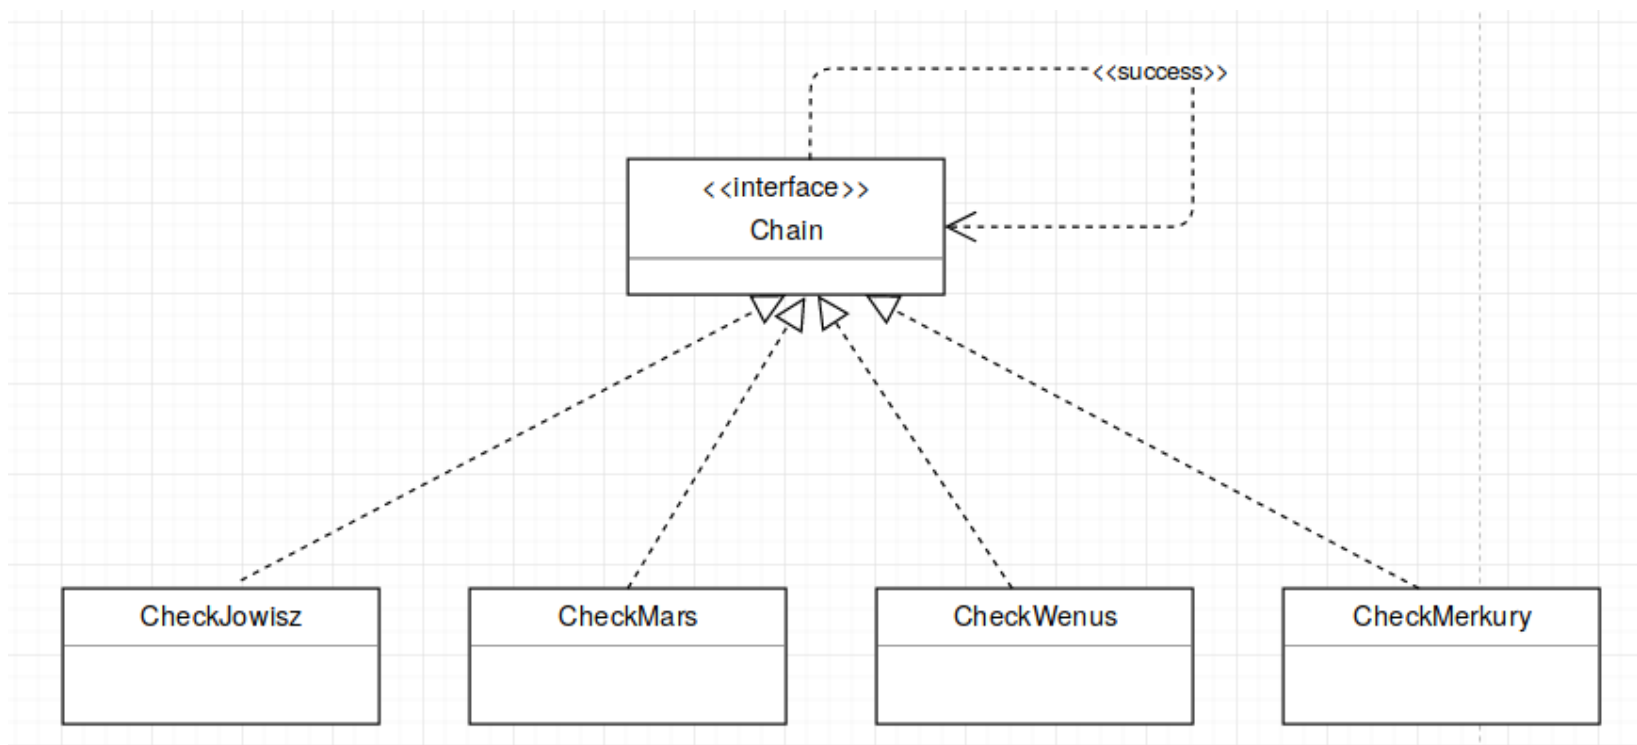 <<success>>
<<interface>>
Chain
CheckJowisz
CheckMars
CheckWenus
CheckMerkury